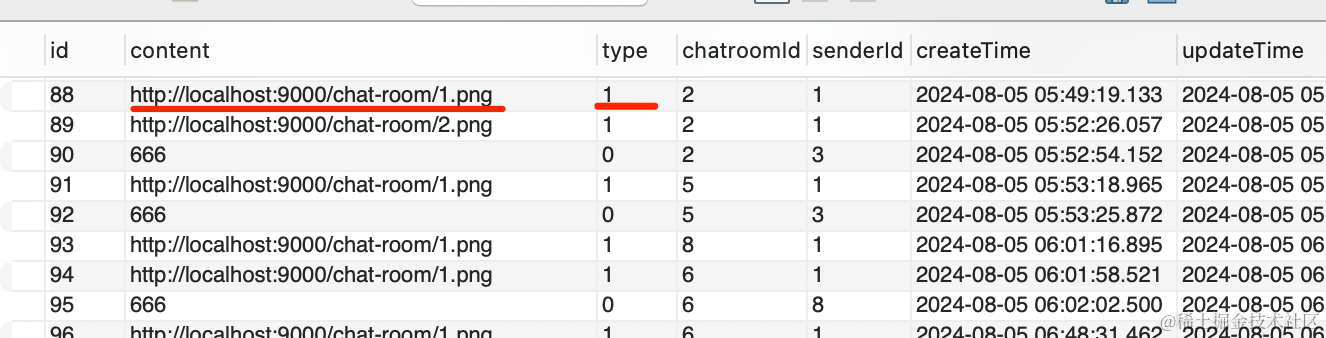 id content type chatroomId senderId createTime updateTime
88 http://localhost:9000/chat-room/1.png 1 2 1 2024-08-05 05:49:19.133 2024-08-05 05
89 http://localhost:9000/chat-room/2.png 1 2 1 2024-08-05 05:52:26.057 2024-08-05 05
90 666 0 2 3 2024-08-05 05:52:54.152 2024-08-05 05
91 http://localhost:9000/chat-room/1.png 1 5 1 2024-08-05 05:53:18.965 2024-08-05 05
92 666 0 5 3 2024-08-05 05:53:25.872 2024-08-05 05
93 http://localhost:9000/chat-room/1.png 1 8 1 2024-08-05 06:01:16.895 2024-08-05 06
94 http://localhost:9000/chat-room/1.png 1 6 1 2024-08-05 06:01:58.521 2024-08-05 06
95 666 0 6 8 2024-08-05 06:02:02.500 2024-08-05 06
96 http://localhost:9000/chat-room/1.png 1 6 1 2024-08-05 06:48:31.462 2024-08-05 06
@稀土掘金技术社区